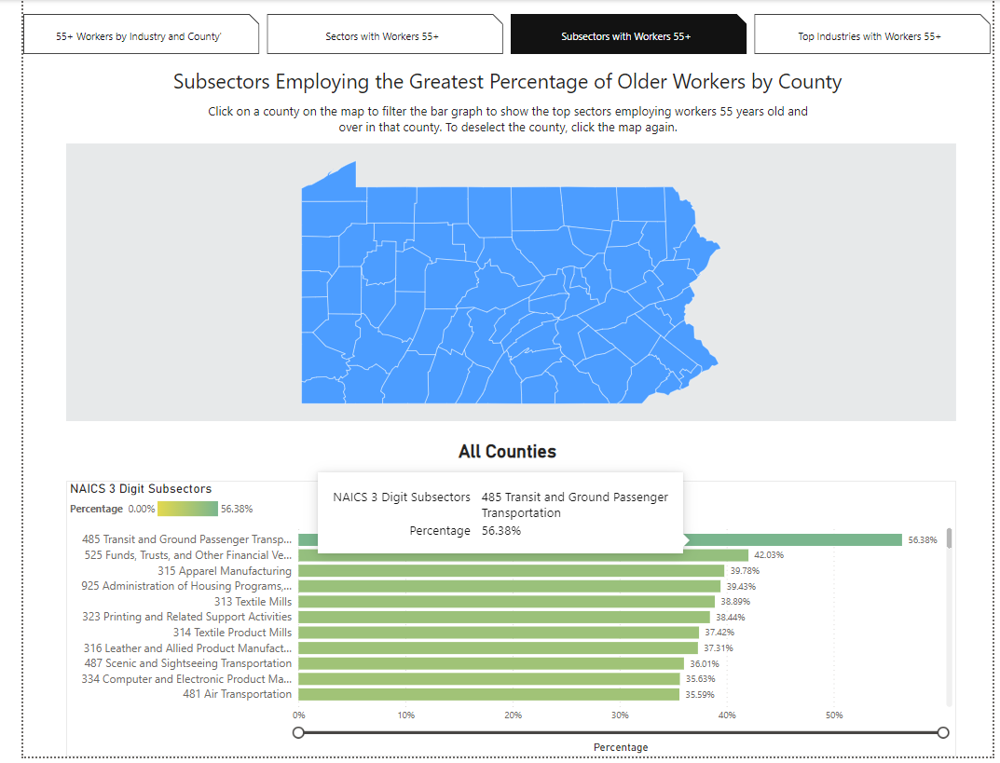 55+ Workers by Industry and County'
Sectors with Workers 55+
Subsectors with Workers 55+
Top Industries with Workers 55+
Subsectors Employing the Greatest Percentage of Older Workers by County
Click on a county on the map to filter the bar graph to show the top sectors employing workers 55 years old and
over in that county. To deselect the county, click the map again.
All Counties
NAICS 3 Digit Subsectors
Percentage 0.00% 56.38%
NAICS 3 Digit Subsectors 485 Transit and Ground Passenger
Transportation
Percentage 56.38%
485 Transit and Ground Passenger Transp... 56.38%
525 Funds, Trusts, and Other Financial Ve... 42.03%
315 Apparel Manufacturing 39.78%
925 Administration of Housing Programs,... 39.43%
313 Textile Mills 38.89%
323 Printing and Related Support Activities 38.44%
314 Textile Product Mills 37.42%
316 Leather and Allied Product Manufact... 37.31%
487 Scenic and Sightseeing Transportation 36.01%
334 Computer and Electronic Product Ma... 35.63%
481 Air Transportation 35.59%
0% 10% 20% 30% 40% 50%
Percentage